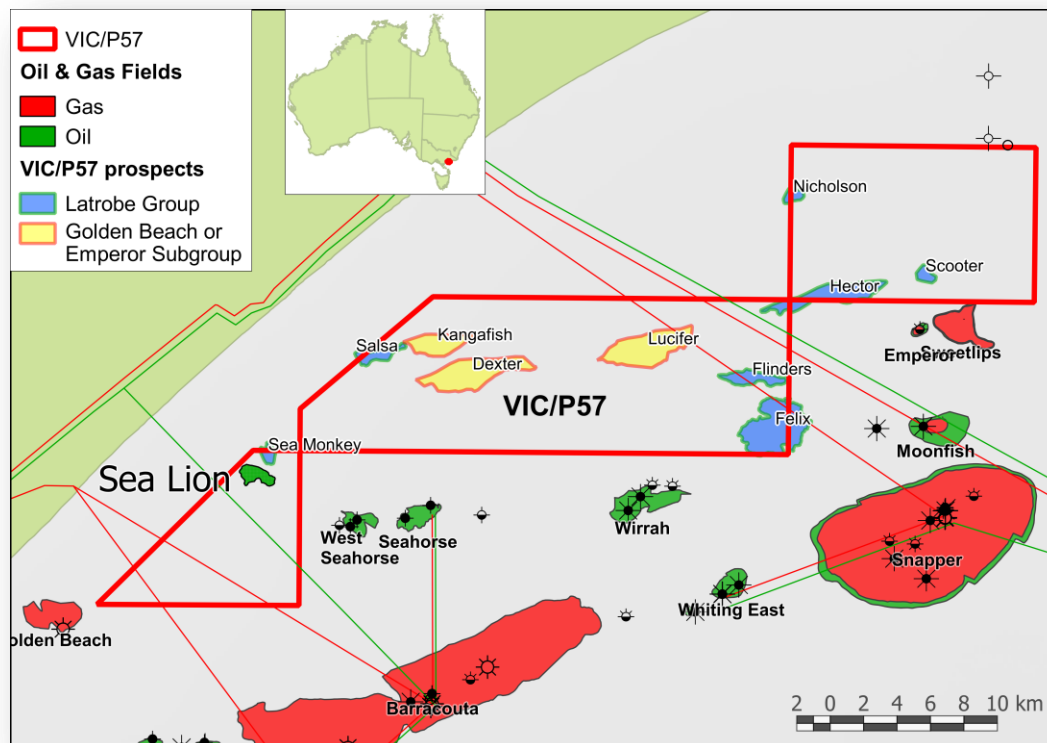 VIC/P57
Oil & Gas Fields
Gas
Oil
VIC/P57 prospects
Latrobe Group
Golden Beach or
Emperor Subgroup
Nicholson
Scooter
Hector
Kangafish
Salsa
Lucifer
Dexter
Emperor
Sweetlips
Flinders
VIC/P57
Felix
Sea Monkey
Moonfish
Sea Lion
West
Seahorse
Seahorse
Wirrah
Snapper
Whiting East
olden Beach
Barracouta
2 0 2 4 6 8 10 km